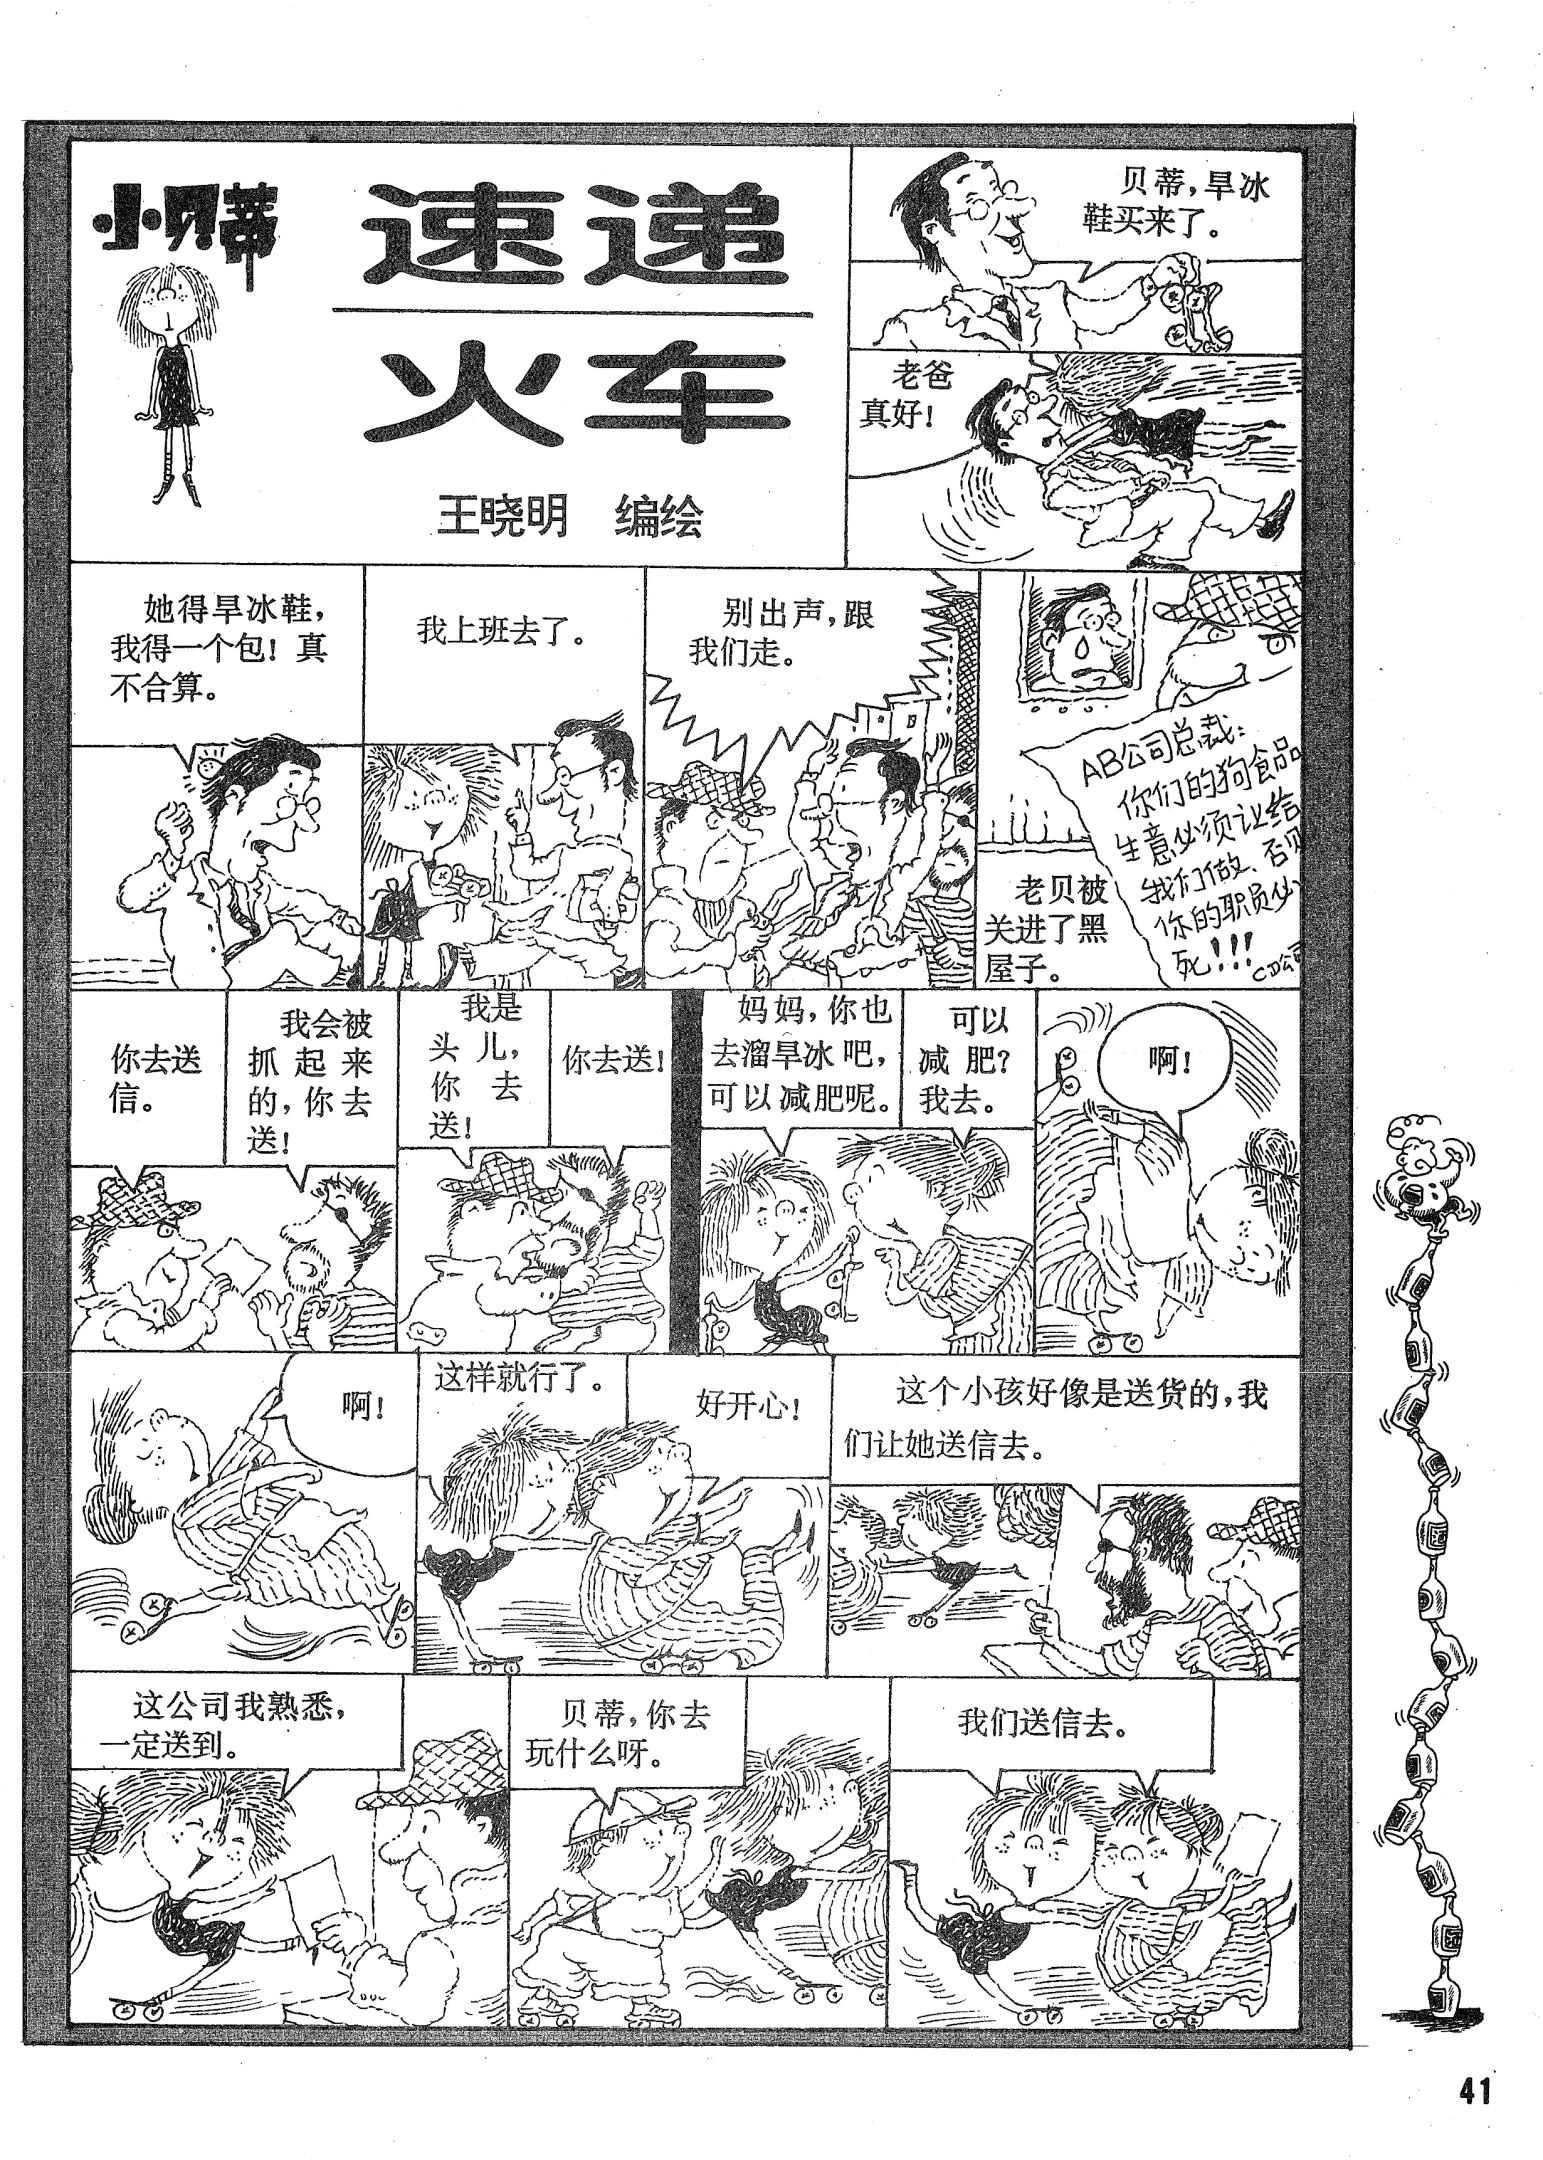 小贝蒂
速递
火车
王晓明 编绘
贝蒂，旱冰
鞋买来了。
老爸
真好！
她得旱冰鞋，
我得一个包！真
不合算。
我上班去了。
别出声，跟
我们走。
AB公司总裁：
你们的狗食品
生意必须让给
我们做、否则
你的职员必
死！！！
CD公司
老贝被
关进了黑
屋子。
你去送
信。
我会被
抓起来
的，你去
送！
我是
头儿，
你去
送！
你去送！
妈妈，你也
去溜旱冰吧，
可以减肥呢。
可以
减肥？
我去。
啊！
啊！
这样就行了。
好开心！
这个小孩好像是送货的，我
们让她送信去。
这公司我熟悉，
一定送到。
贝蒂，你去
玩什么呀。
我们送信去。
41